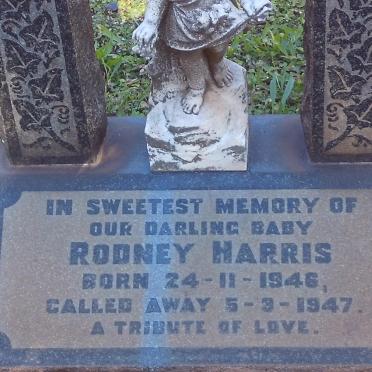 IN SWEETEST MEMORY OF
OUR DARLING BABY
RODNEY HARRIS
BORN 24-11-1946,
CALLED AWAY 5-3-1947.
A TRIBUTE OF LOVE.